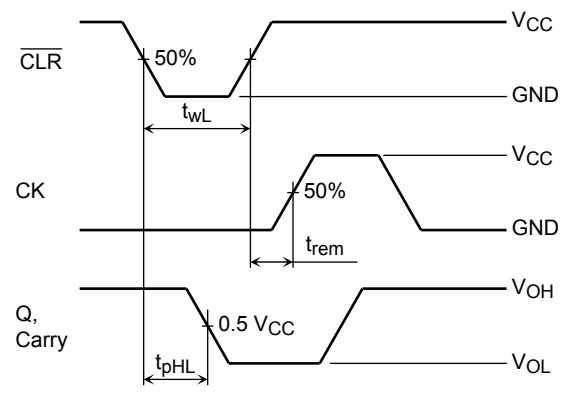 V_CC
CLR
50%
GND
t_wL
V_CC
CK
50%
GND
t_rem
V_OH
Q,
0.5 V_CC
Carry
t_pHL
V_OL